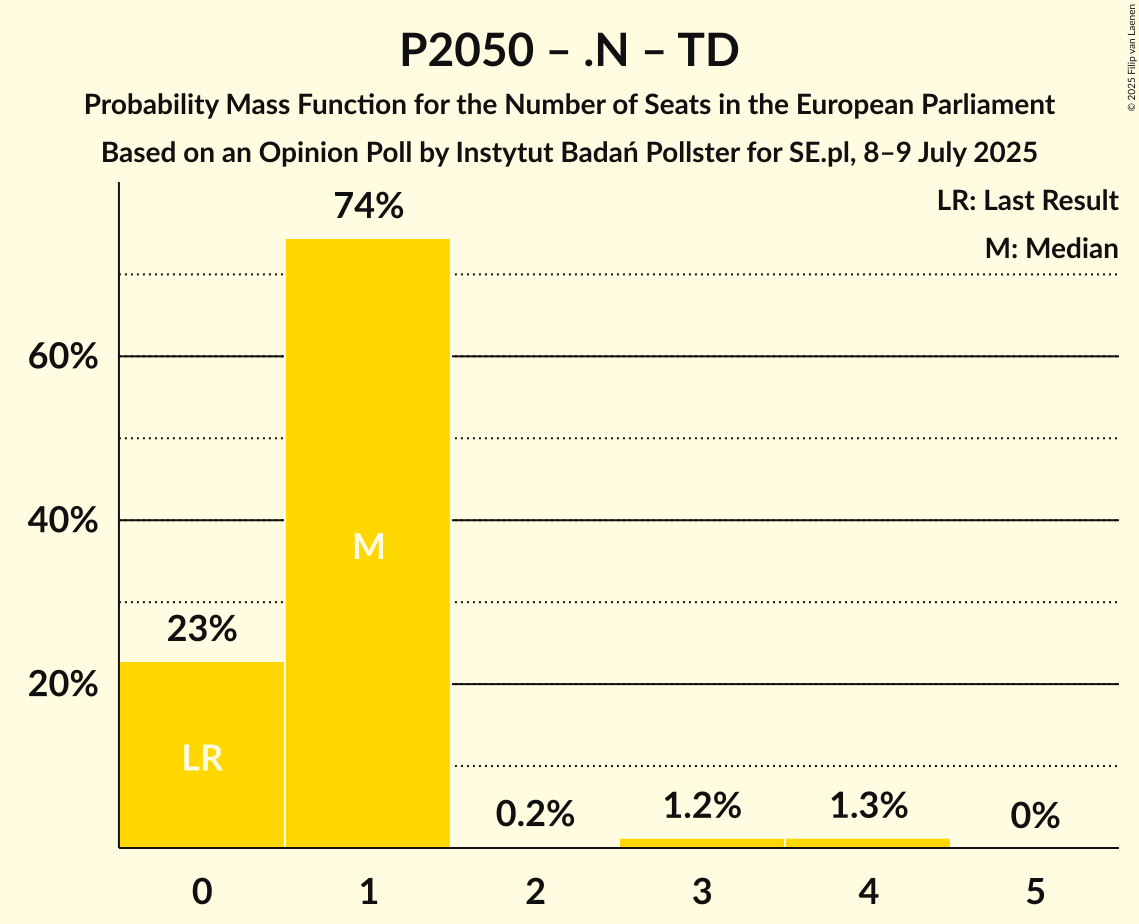 P2050 – .N – TD
Probability Mass Function for the Number of Seats in the European Parliament
Based on an Opinion Poll by Instytut Badań Pollster for SE.pl, 8–9 July 2025
© 2025 Filip van Laenen
LR: Last Result
M: Median
74%
60%
40%
M
23%
20%
LR
0.2%
1.2%
1.3%
0%
0
1
2
3
4
5